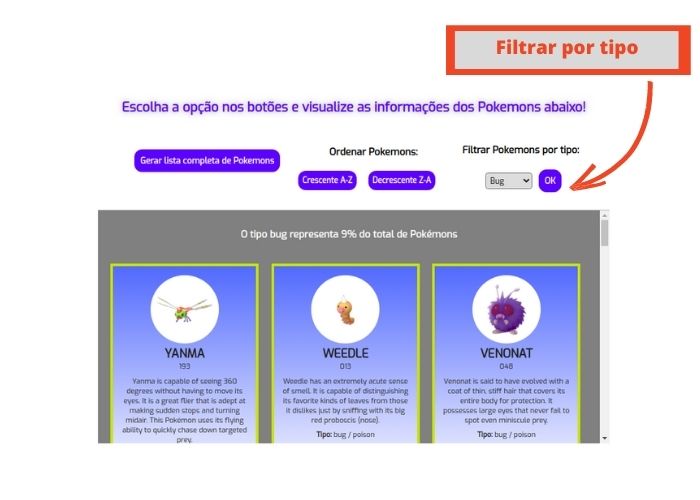 Filtrar por tipo
Escolha a opção nos botões e visualize as informações dos Pokemons abaixo!
Gerar lista completa de Pokemons
Ordenar Pokemons:
Crescente A-Z
Decrescente Z-A
Filtrar Pokemons por tipo:
Bug
OK
O tipo bug representa 9% do total de Pokémons
YANMA
193
Yanma is capable of seeing 360
degrees without having to move its
eyes. It is a great flier that is adept at
making sudden stops and turning
midair. This Pokémon uses its flying
ability to quickly chase down targeted
prey.
WEEDLE
013
Weedle has an extremely acute sense
of smell. It is capable of distinguishing
its favorite kinds of leaves from those
it dislikes just by sniffing with its big
red proboscis (nose).
Tipo: bug / poison
VENONAT
048
Venonat is said to have evolved with a
coat of thin, stiff hair that covers its
entire body for protection. It
possesses large eyes that never fail to
spot even miniscule prey.
Tipo: bug / poison